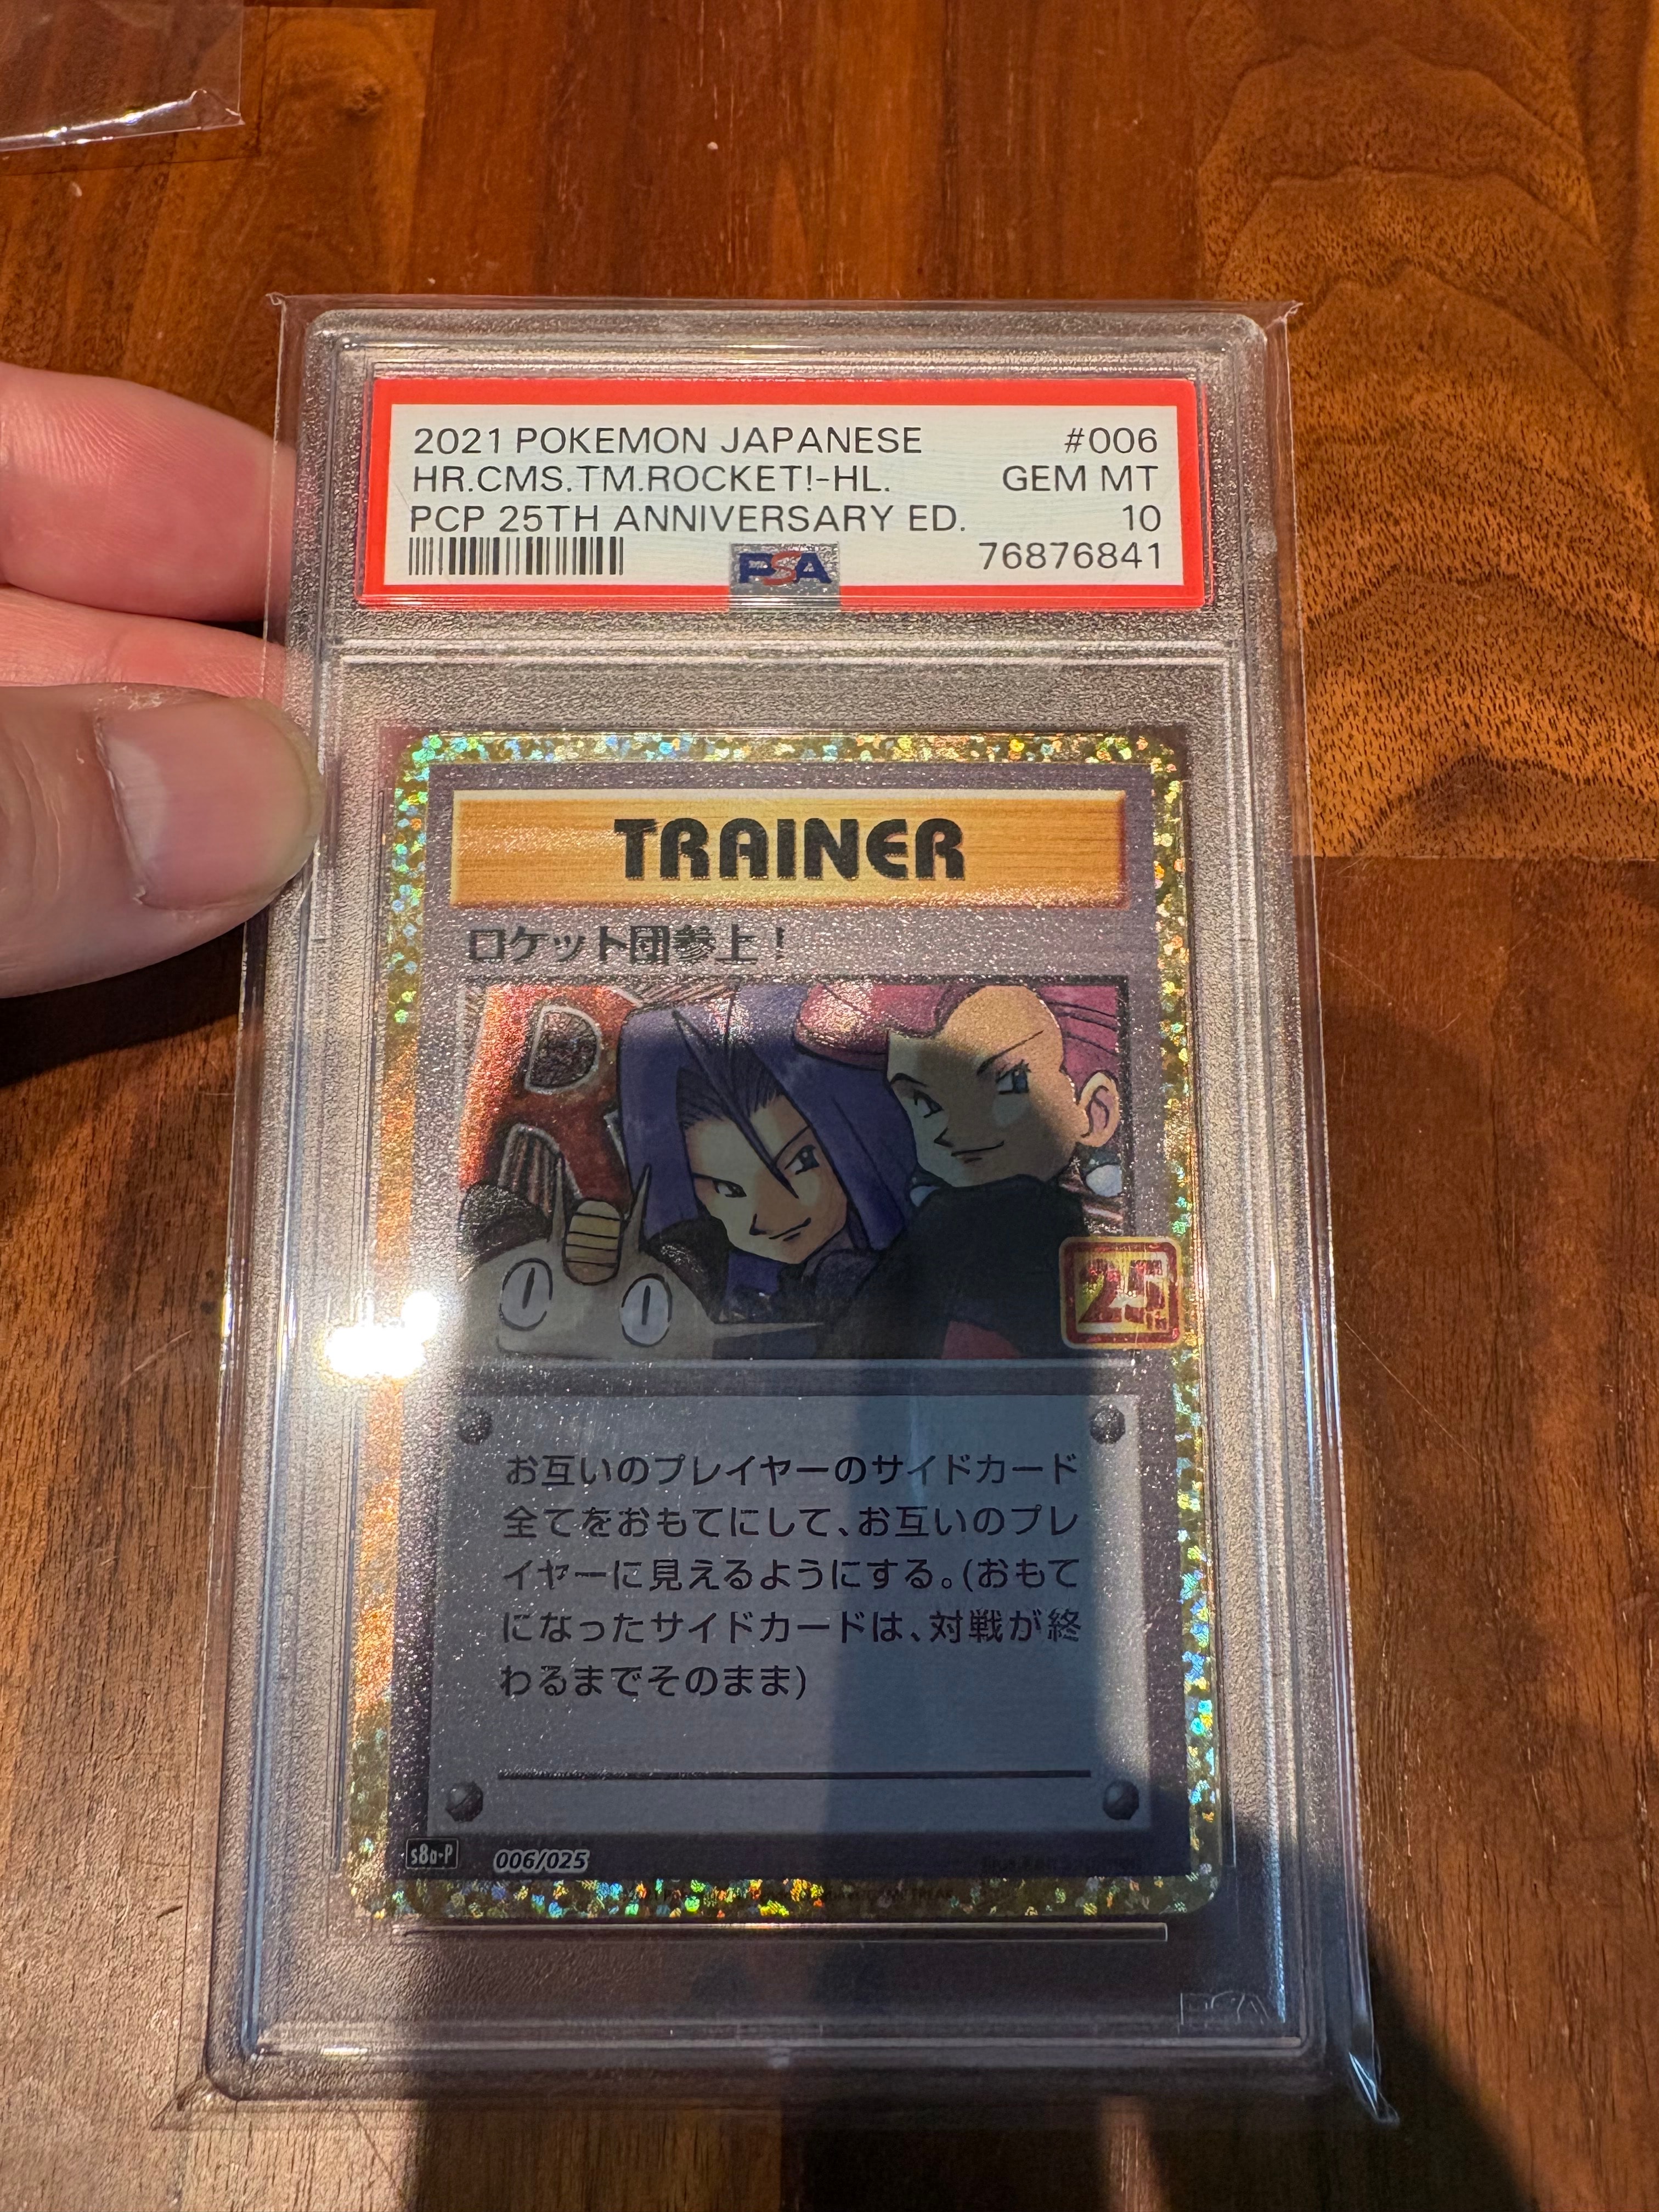 2021 POKEMON JAPANESE #006
HR.CMS.TM.ROCKET!-HL. GEM MT
PCP 25TH ANNIVERSARY ED. 10
PSA 76876841
TRAINER
ロケット団参上!
R
25th
お互いのプレイヤーのサイドカード
全てをおもてにして、お互いのプレ
イヤーに見えるようにする。(おもて
になったサイドカードは、対戦が終
わるまでそのまま)
s8a-P 006/025
PSA